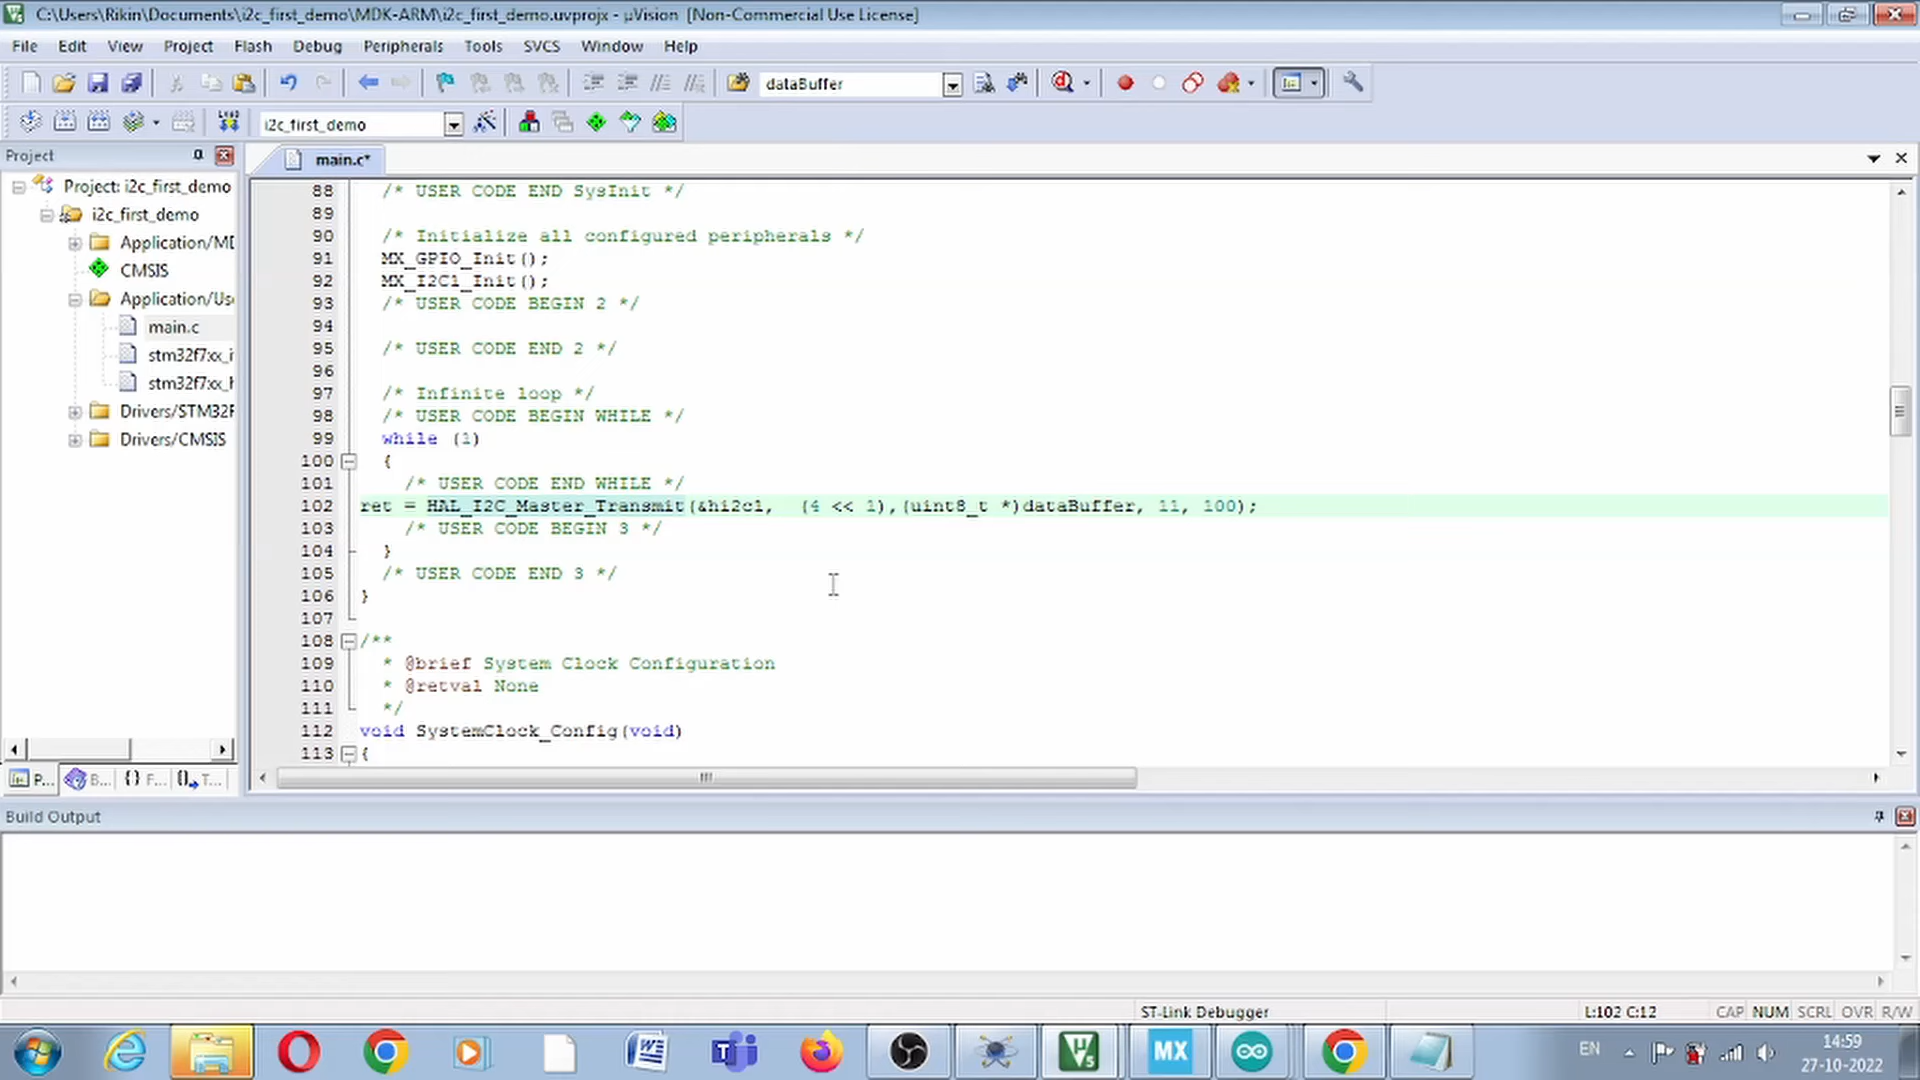 C:\Users\Rikin\Documents\i2c_first_demo\MDK-ARM\i2c_first_demo.uvprojx - µVision [Non-Commercial Use License]
File Edit View Project Flash Debug Peripherals Tools SVCS Window Help
dataBuffer
i2c_first_demo
Project
main.c*
Project: i2c_first_demo
i2c_first_demo
Application/MD
CMSIS
Application/Use
main.c
stm32f7xx_i
stm32f7xx_h
Drivers/STM32F
Drivers/CMSIS
P... B... {} F... T...
88 /* USER CODE END SysInit */
89
90 /* Initialize all configured peripherals */
91 MX_GPIO_Init();
92 MX_I2C1_Init();
93 /* USER CODE BEGIN 2 */
94
95 /* USER CODE END 2 */
96
97 /* Infinite loop */
98 /* USER CODE BEGIN WHILE */
99 while (1)
100 {
101 /* USER CODE END WHILE */
102 ret = HAL_I2C_Master_Transmit(&hi2c1,  (4 << 1),(uint8_t *)dataBuffer, 11, 100);
103 /* USER CODE BEGIN 3 */
104 }
105 /* USER CODE END 3 */
106 }
107
108 /**
109 * @brief System Clock Configuration
110 * @retval None
111 */
112 void SystemClock_Config(void)
113 {
Build Output
ST-Link Debugger
L:102 C:12
CAP NUM SCRL OVR R/W
MX
EN
14:59
27-10-2022